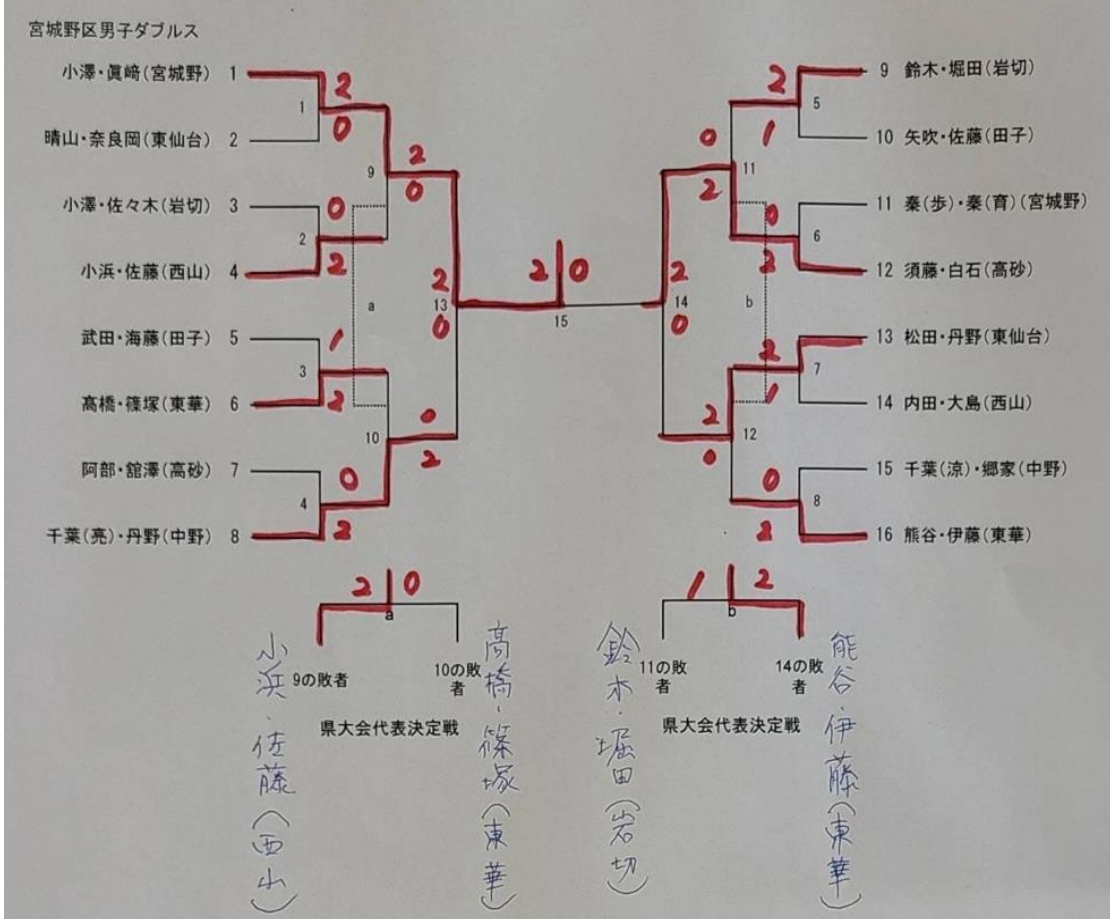 宮城野区男子ダブルス
小澤・眞﨑(宮城野) 1
晴山・奈良岡(東仙台) 2
小澤・佐々木(岩切) 3
小浜・佐藤(西山) 4
武田・海藤(田子) 5
髙橋・篠塚(東華) 6
阿部・舘澤(高砂) 7
千葉(亮)・丹野(中野) 8
1
2
0
2
0
2
3
1
2
4
0
2
9
2
0
10
0
2
a
13
2
0
2 0
15
9 鈴木・堀田(岩切)
10 矢吹・佐藤(田子)
11 秦(歩)・秦(育)(宮城野)
12 須藤・白石(高砂)
13 松田・丹野(東仙台)
14 内田・大島(西山)
15 千葉(涼)・郷家(中野)
16 熊谷・伊藤(東華)
5
2
1
6
0
2
7
2
1
8
0
2
11
0
2
12
2
0
b
14
2
0
2 0
a
9の敗者
10の敗
者
県大会代表決定戦
小浜・佐藤(西山)
高橋・篠塚(東華)
1 2
b
11の敗
者
14の敗
者
県大会代表決定戦
鈴木・堀田(岩切)
熊谷・伊藤(東華)